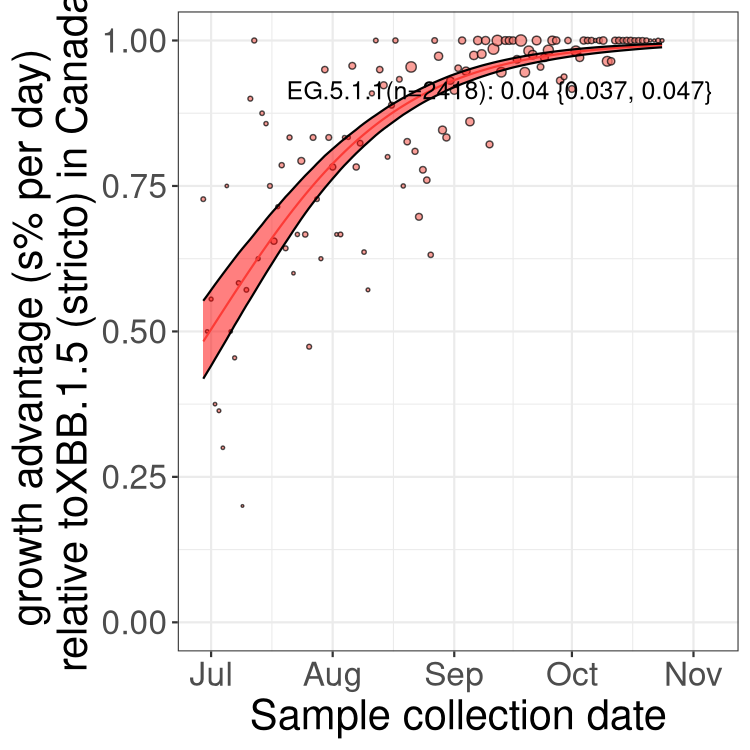 growth advantage (s% per day)
relative toXBB.1.5 (stricto) in Canada
1.00
0.75
0.50
0.25
0.00
EG.5.1.1(n=2418): 0.04 {0.037, 0.047}
Jul Aug Sep Oct Nov
Sample collection date